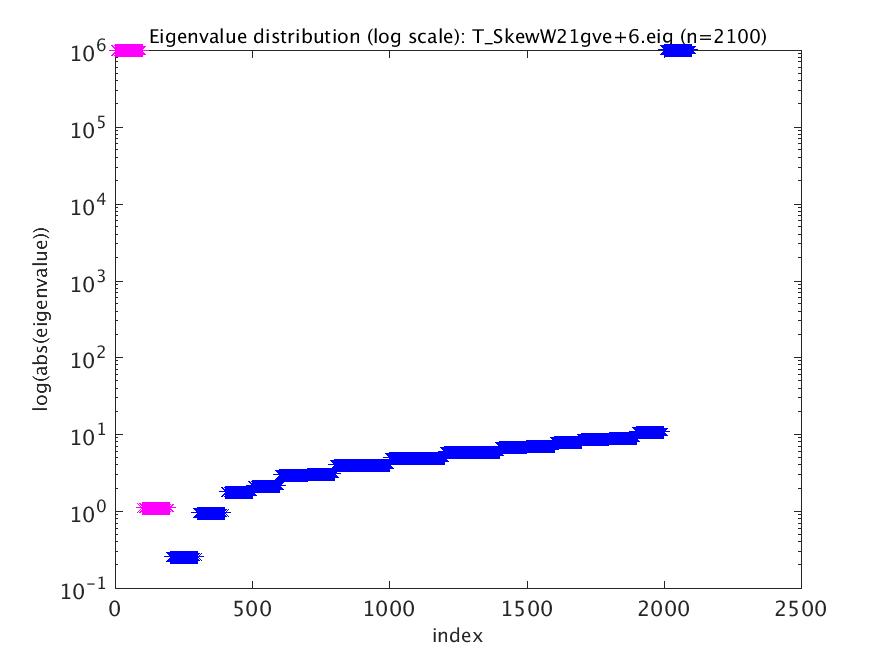 Eigenvalue distribution (log scale): T_SkewW21gve+6.eig (n=2100)
10^6
10^5
10^4
10^3
10^2
10^1
10^0
10^-1
log(abs(eigenvalue))
0 500 1000 1500 2000 2500
index